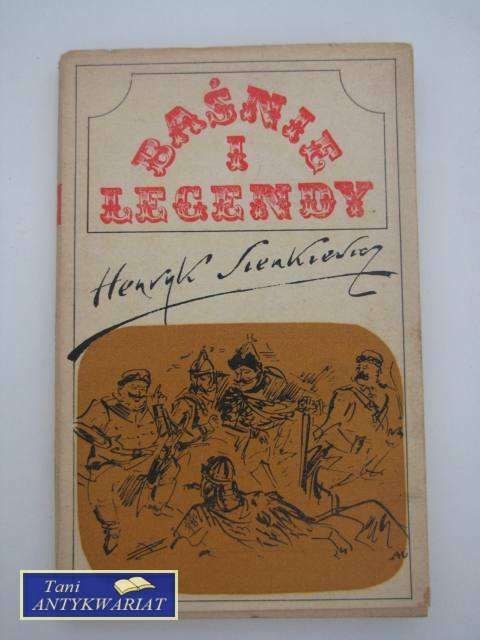 BAŚNIE
I
LEGENDY
Henryk Sienkiewicz
Tani
ANTYKWARIAT